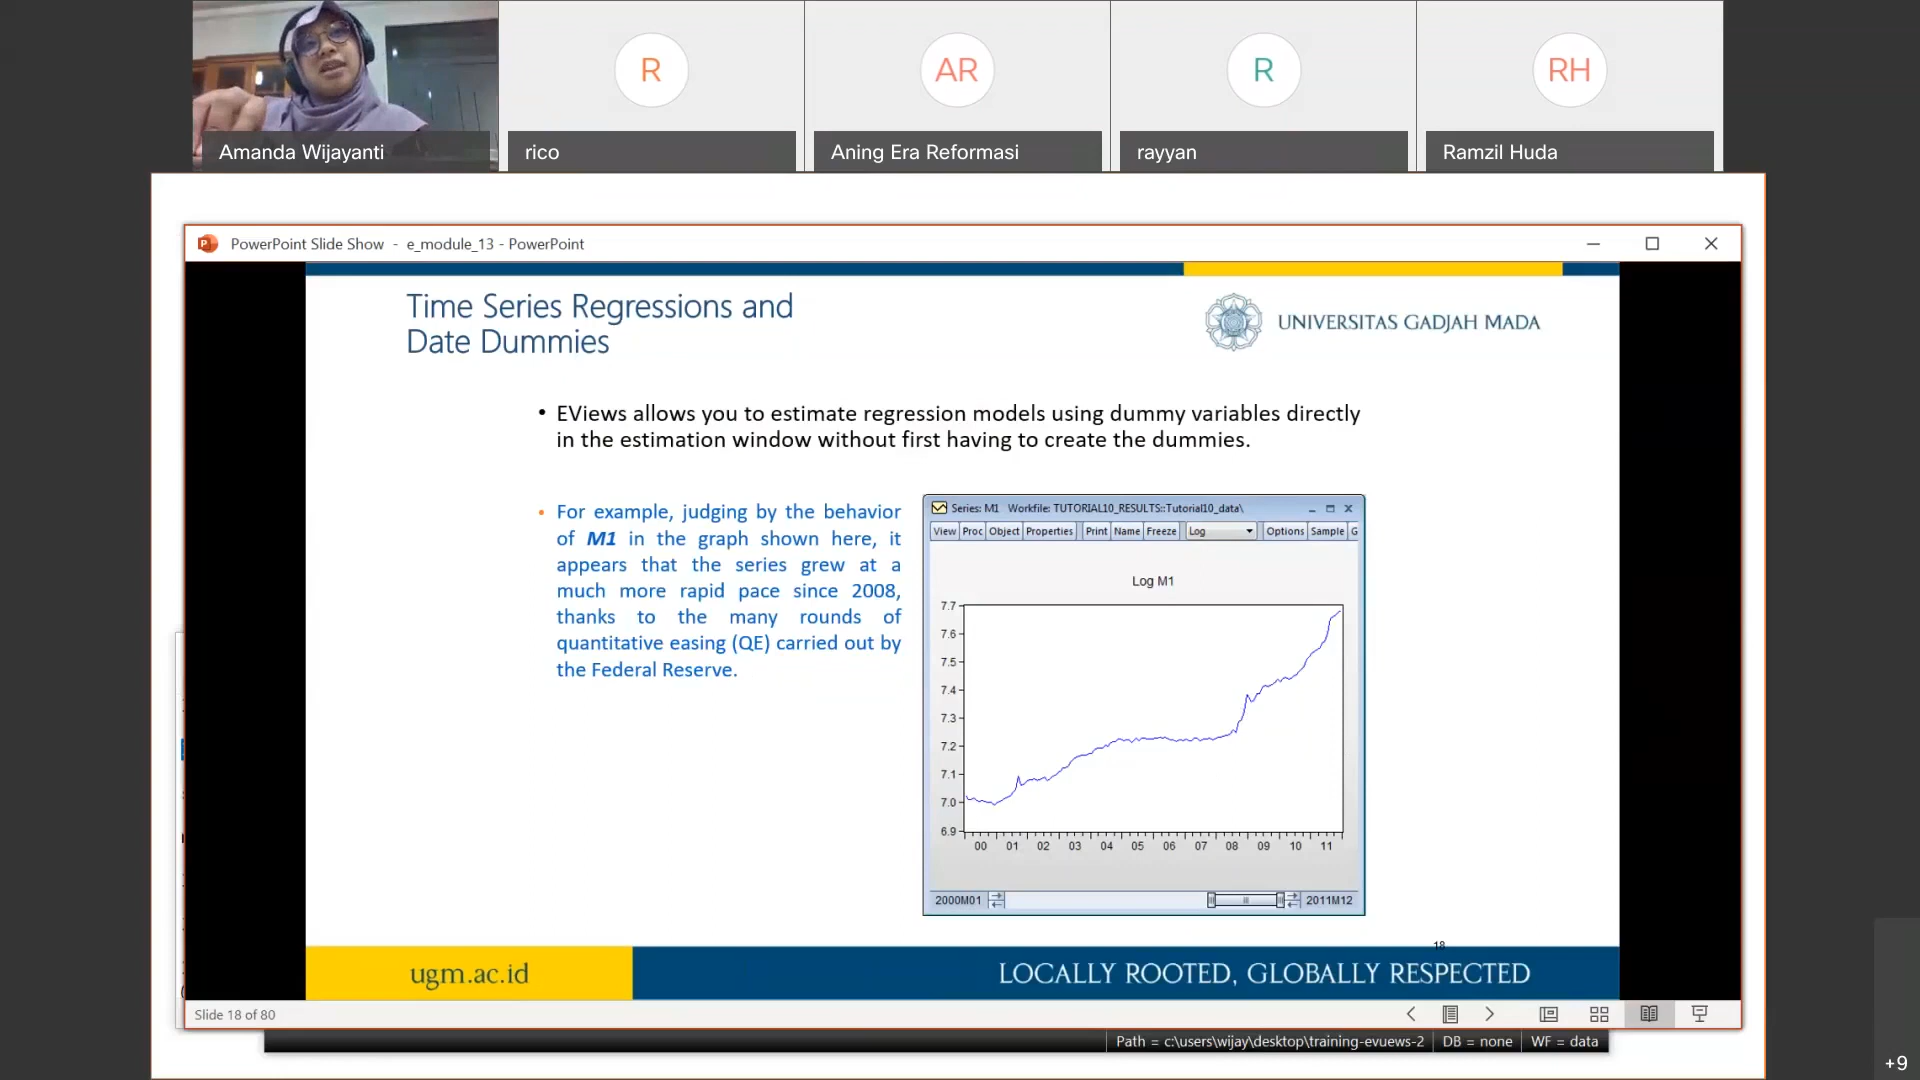 R
AR
R
RH
Amanda Wijayanti
rico
Aning Era Reformasi
rayyan
Ramzil Huda
PowerPoint Slide Show - e_module_13 - PowerPoint
Time Series Regressions and
Date Dummies
UNIVERSITAS GADJAH MADA
• EViews allows you to estimate regression models using dummy variables directly
in the estimation window without first having to create the dummies.
• For example, judging by the behavior
of M1 in the graph shown here, it
appears that the series grew at a
much more rapid pace since 2008,
thanks to the many rounds of
quantitative easing (QE) carried out by
the Federal Reserve.
Series: M1 Workfile: TUTORIAL10_RESULTS::Tutorial10_data\
View Proc Object Properties Print Name Freeze Log Options Sample G
Log M1
7.7
7.6
7.5
7.4
7.3
7.2
7.1
7.0
6.9
00 01 02 03 04 05 06 07 08 09 10 11
2000M01 2011M12
18
ugm.ac.id
LOCALLY ROOTED, GLOBALLY RESPECTED
Slide 18 of 80
Path = c:\users\wijay\desktop\training-evuews-2 DB = none WF = data
+9